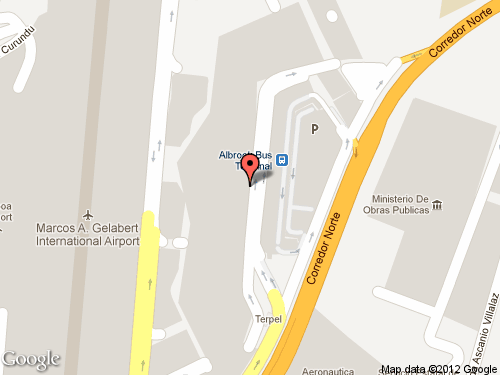 Curundu
Corredor Norte
P
Albrook Bus
Terminal
Ministerio De
Obras Publicas
Marcos A. Gelabert
International Airport
Corredor Norte
Ascanio Villalaz
Terpel
Aeronautica
Google
Map data ©2012 Google